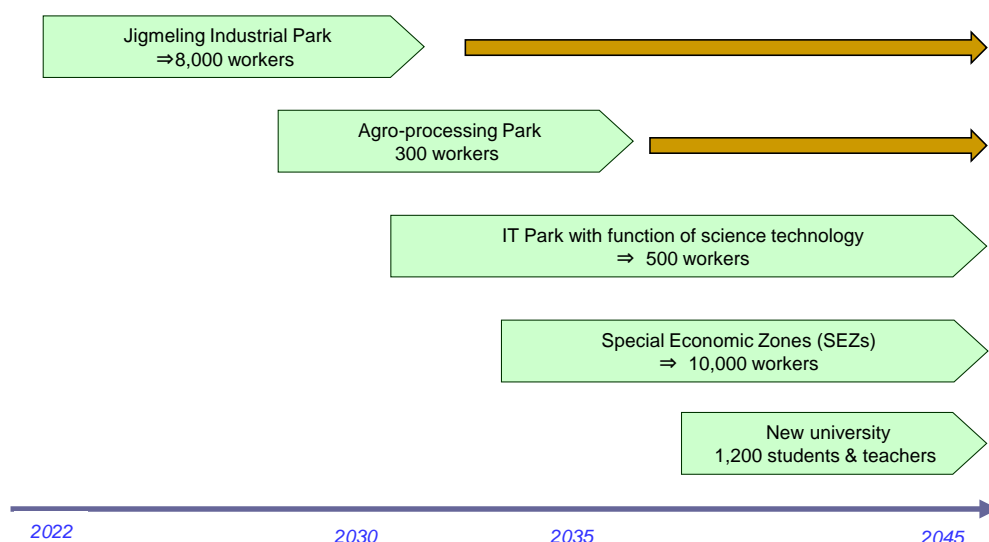 Jigmeling Industrial Park
⇒8,000 workers
Agro-processing Park
300 workers
IT Park with function of science technology
⇒ 500 workers
Special Economic Zones (SEZs)
⇒ 10,000 workers
New university
1,200 students & teachers
2022
2030
2035
2045